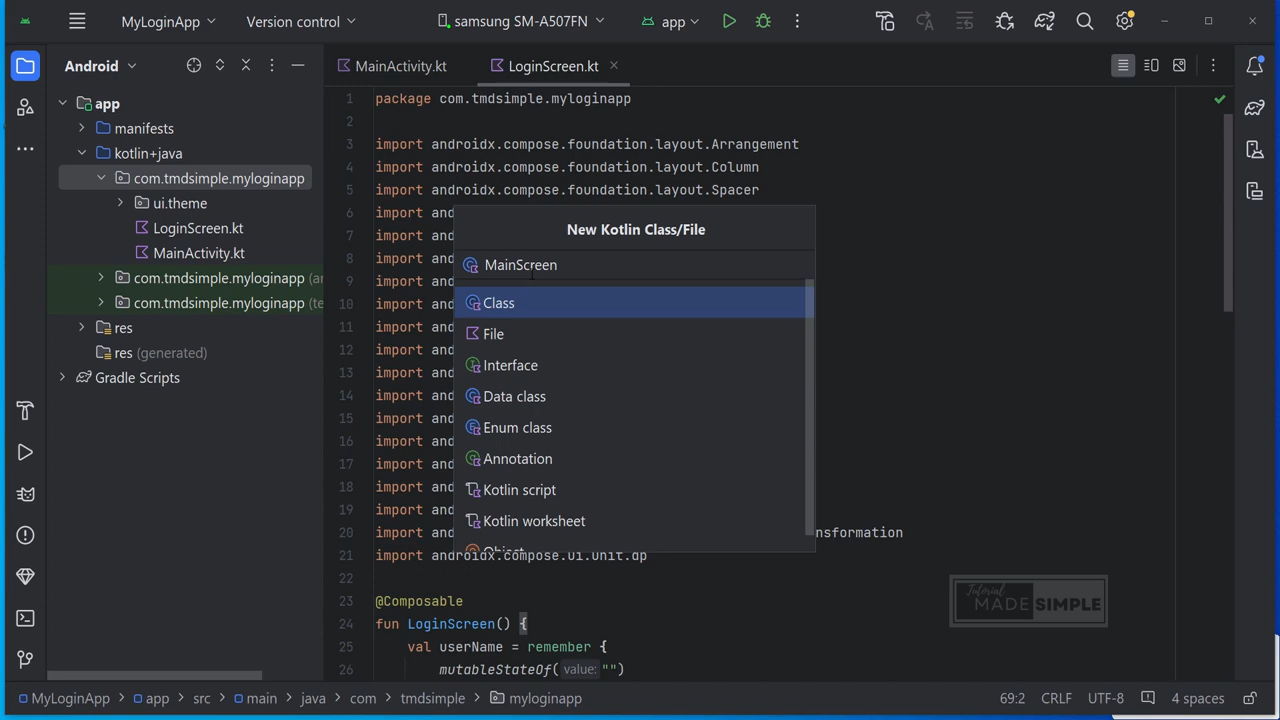 MyLoginApp
Version control
samsung SM-A507FN
app
Android
MainActivity.kt
LoginScreen.kt
app
manifests
kotlin+java
com.tmdsimple.myloginapp
ui.theme
LoginScreen.kt
MainActivity.kt
com.tmdsimple.myloginapp (ar
com.tmdsimple.myloginapp (te
res
res (generated)
Gradle Scripts
1 package com.tmdsimple.myloginapp
2
3 import androidx.compose.foundation.layout.Arrangement
4 import androidx.compose.foundation.layout.Column
5 import androidx.compose.foundation.layout.Spacer
6 import and
7 import and
8 import and
9 import and
10 import and
11 import and
12 import and
13 import and
14 import and
15 import and
16 import and
17 import and
18 import and
19 import and
20 import and nsformation
21 import androidx.compose.ui.unit.dp
22
23 @Composable
24 fun LoginScreen() {
25 val userName = remember {
26 mutableStateOf( value: "")
New Kotlin Class/File
MainScreen
Class
File
Interface
Data class
Enum class
Annotation
Kotlin script
Kotlin worksheet
Object
Tutorial
MADE SIMPLE
MyLoginApp > app > src > main > java > com > tmdsimple > myloginapp
69:2 CRLF UTF-8 4 spaces